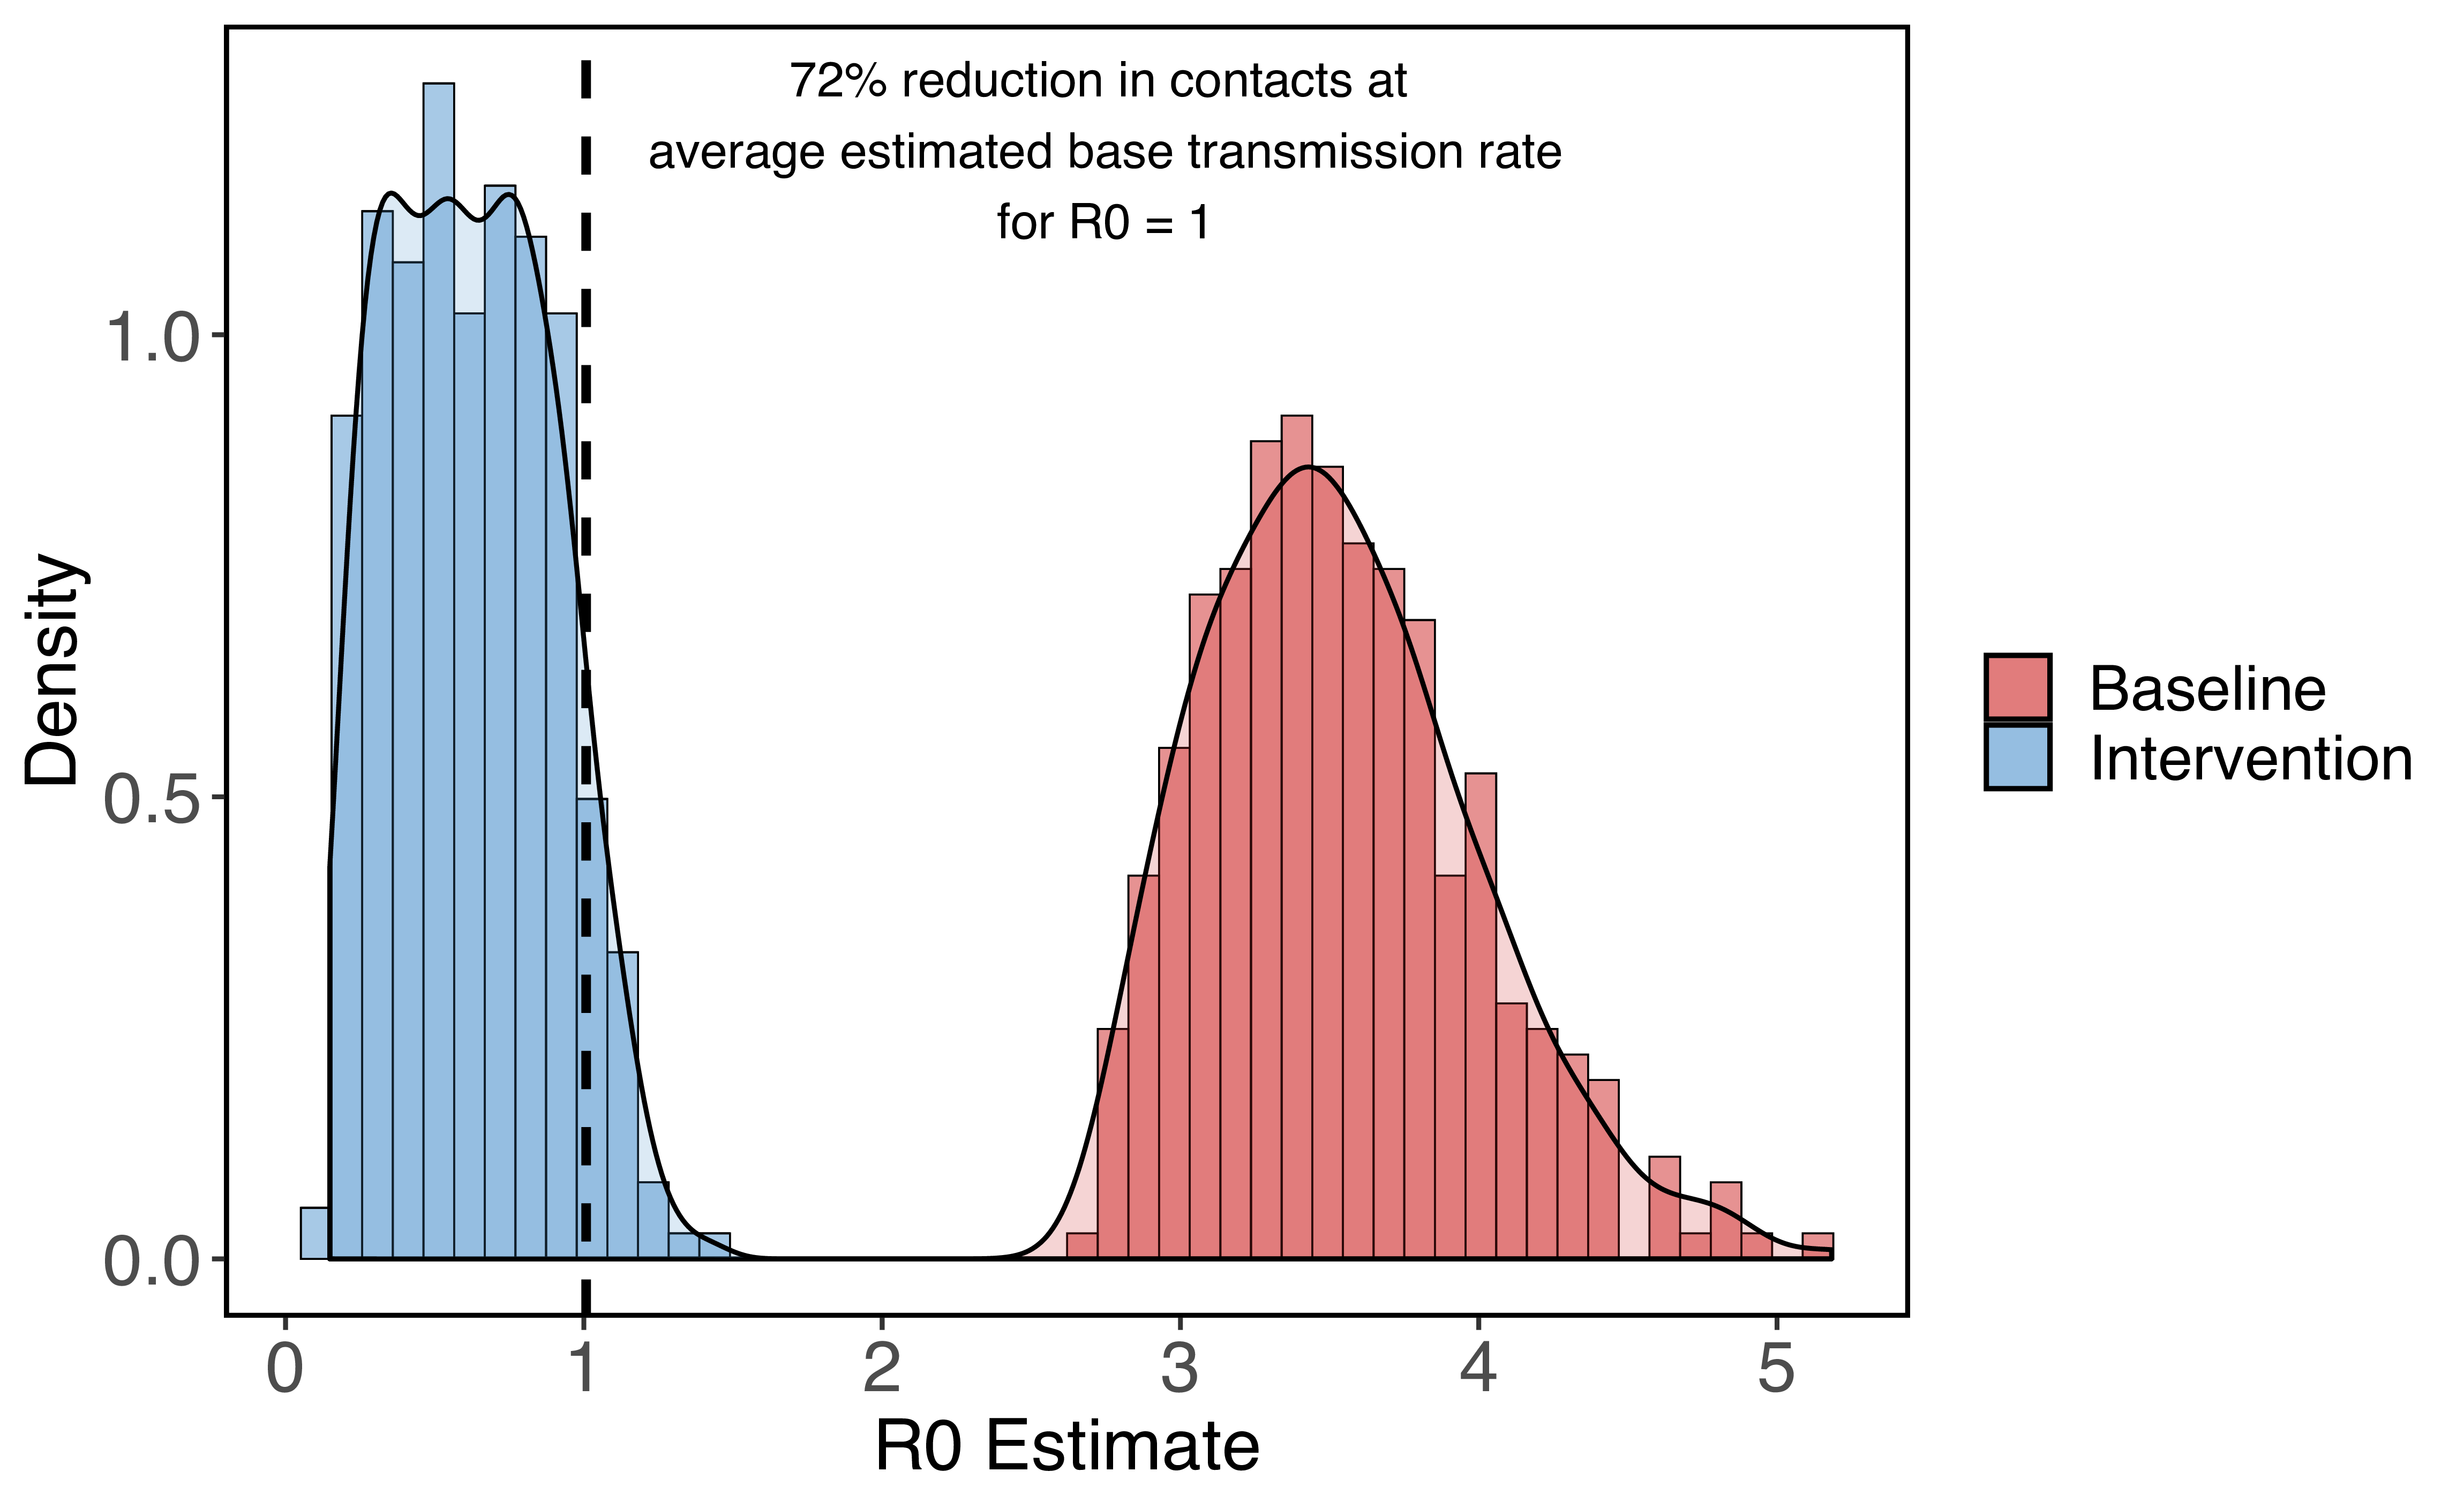 72% reduction in contacts at
average estimated base transmission rate
for R0 = 1
1.0
0.5
0.0
Density
0 1 2 3 4 5
R0 Estimate
Baseline
Intervention